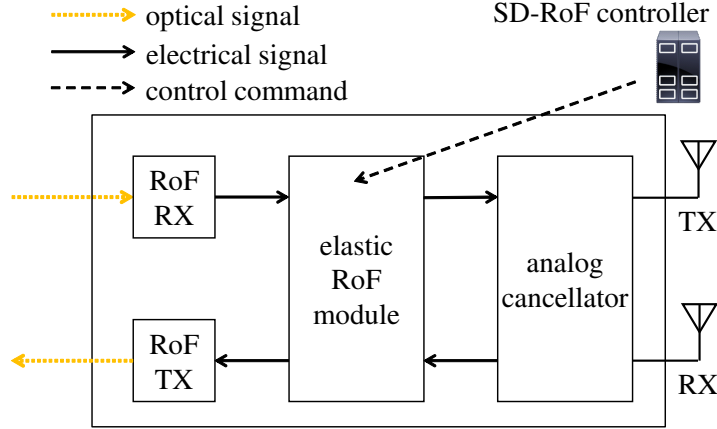 SD-RoF controller
optical signal
electrical signal
control command
RoF
RX
elastic
RoF
module
analog
cancellator
TX
RoF
TX
RX